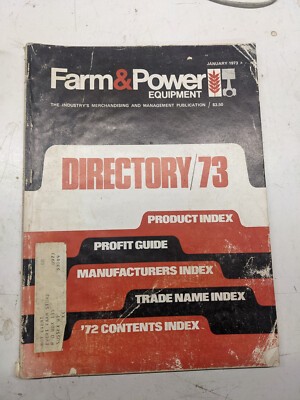 JANUARY 1973
Farm&Power
EQUIPMENT
THE INDUSTRY'S MERCHANDISING AND MANAGEMENT PUBLICATION / $3.50
DIRECTORY/73
PRODUCT INDEX
PROFIT GUIDE
MANUFACTURERS INDEX
TRADE NAME INDEX
'72 CONTENTS INDEX